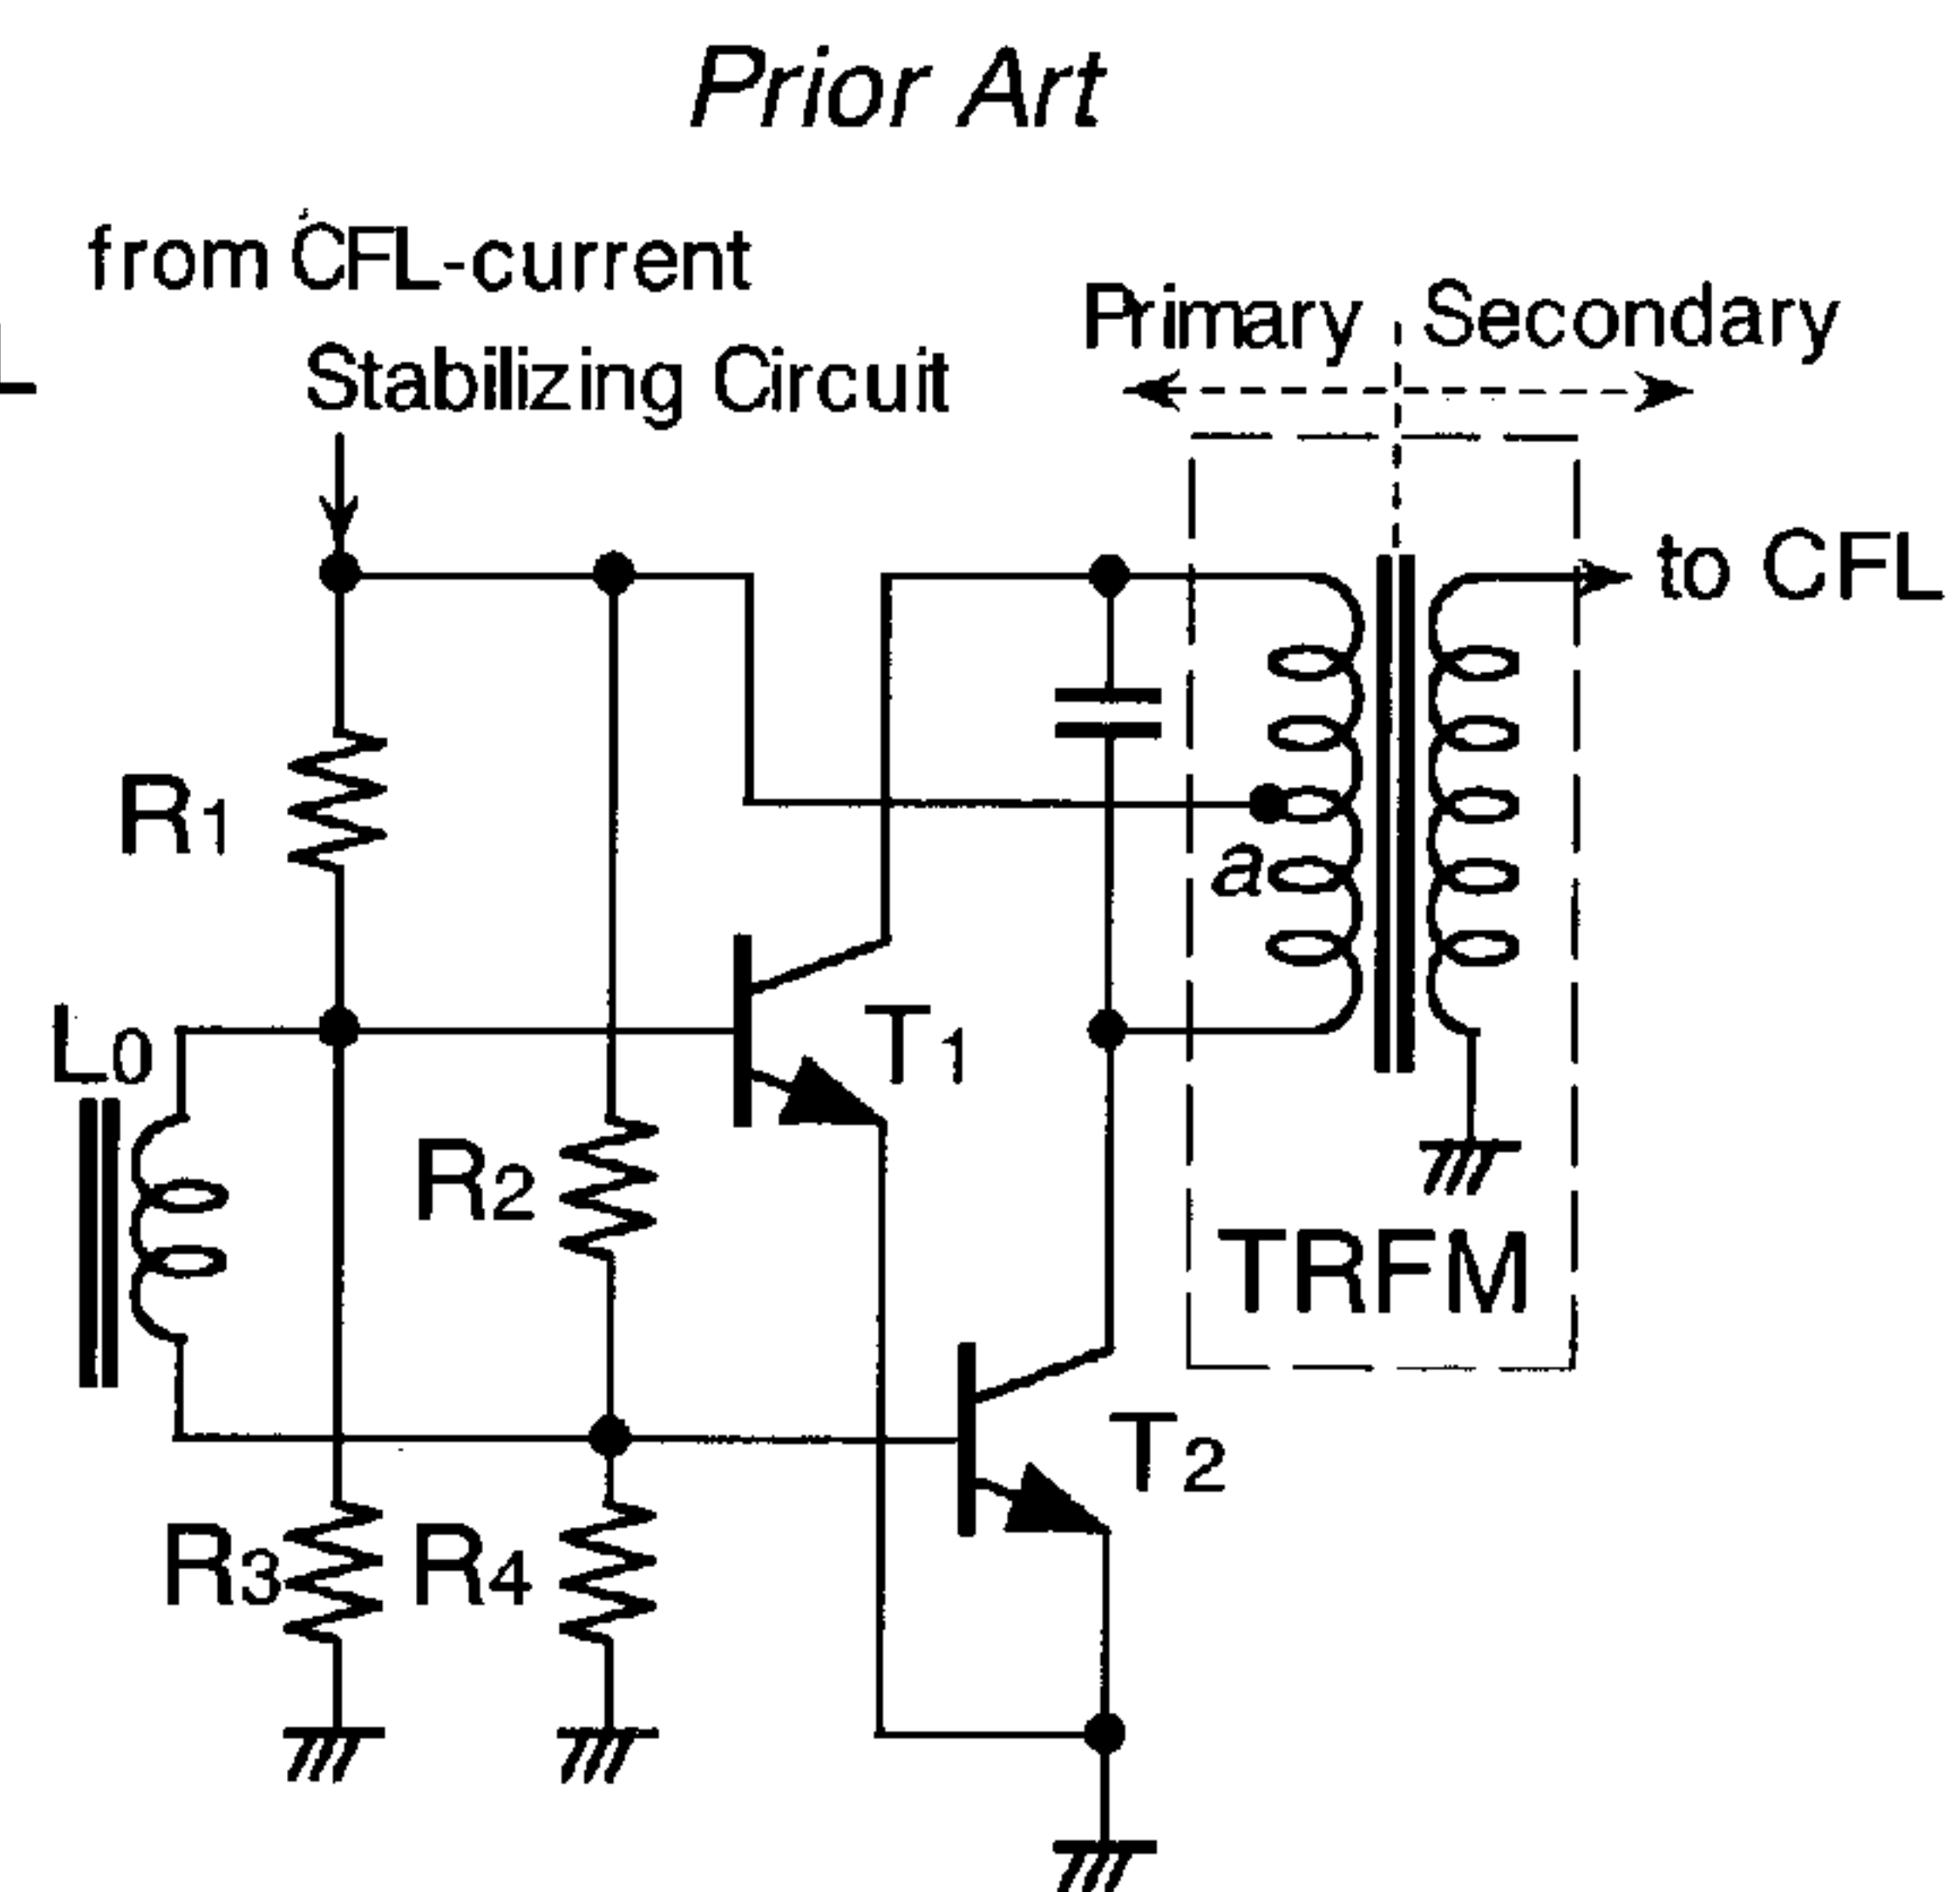 Prior Art
from CFL-current
Stabilizing Circuit
Primary Secondary
to CFL
R1
a
L0
T1
R2
TRFM
T2
R3
R4